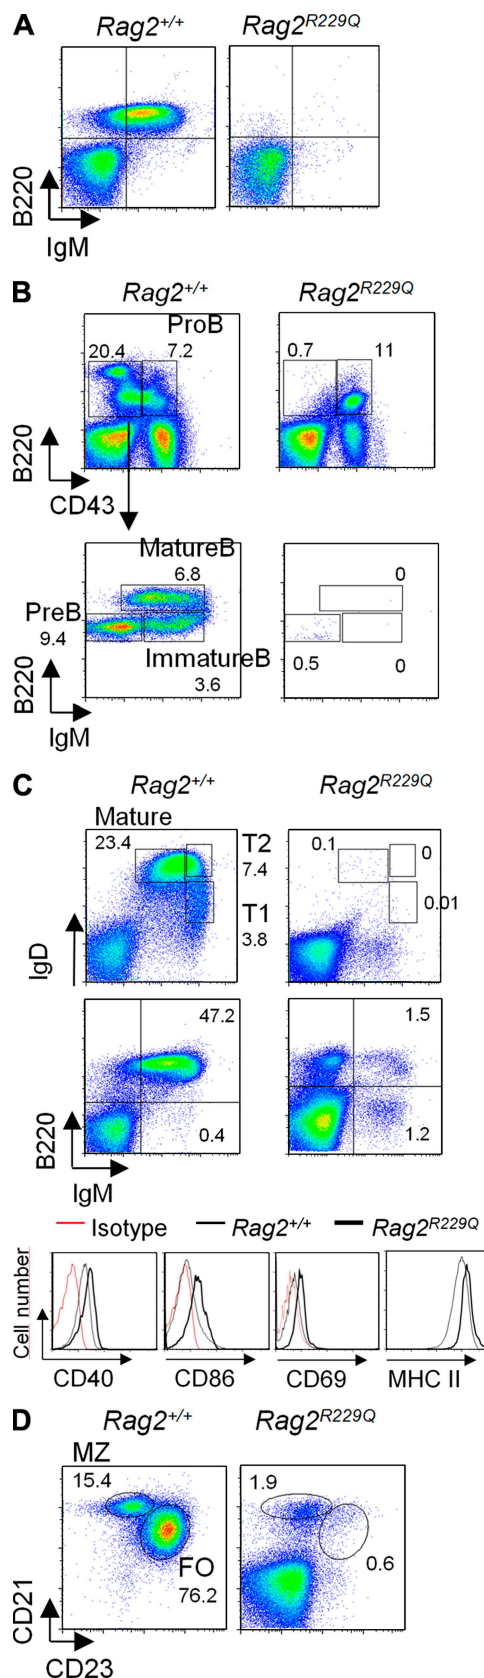 A
Rag2+/+ Rag2R229Q
B220
IgM
B
Rag2+/+ Rag2R229Q
ProB
20.4 7.2 0.7 11
B220
CD43
MatureB
6.8 0
PreB
9.4
ImmatureB
0.5
3.6 0
B220
IgM
C
Rag2+/+ Rag2R229Q
Mature
23.4 T2 0.1 0
7.4
T1 0.01
3.8
IgD
47.2 1.5
0.4 1.2
B220
IgM
Isotype Rag2+/+ Rag2R229Q
Cell number
CD40 CD86 CD69 MHC II
D
Rag2+/+ Rag2R229Q
MZ
15.4 1.9
FO 0.6
76.2
CD21
CD23